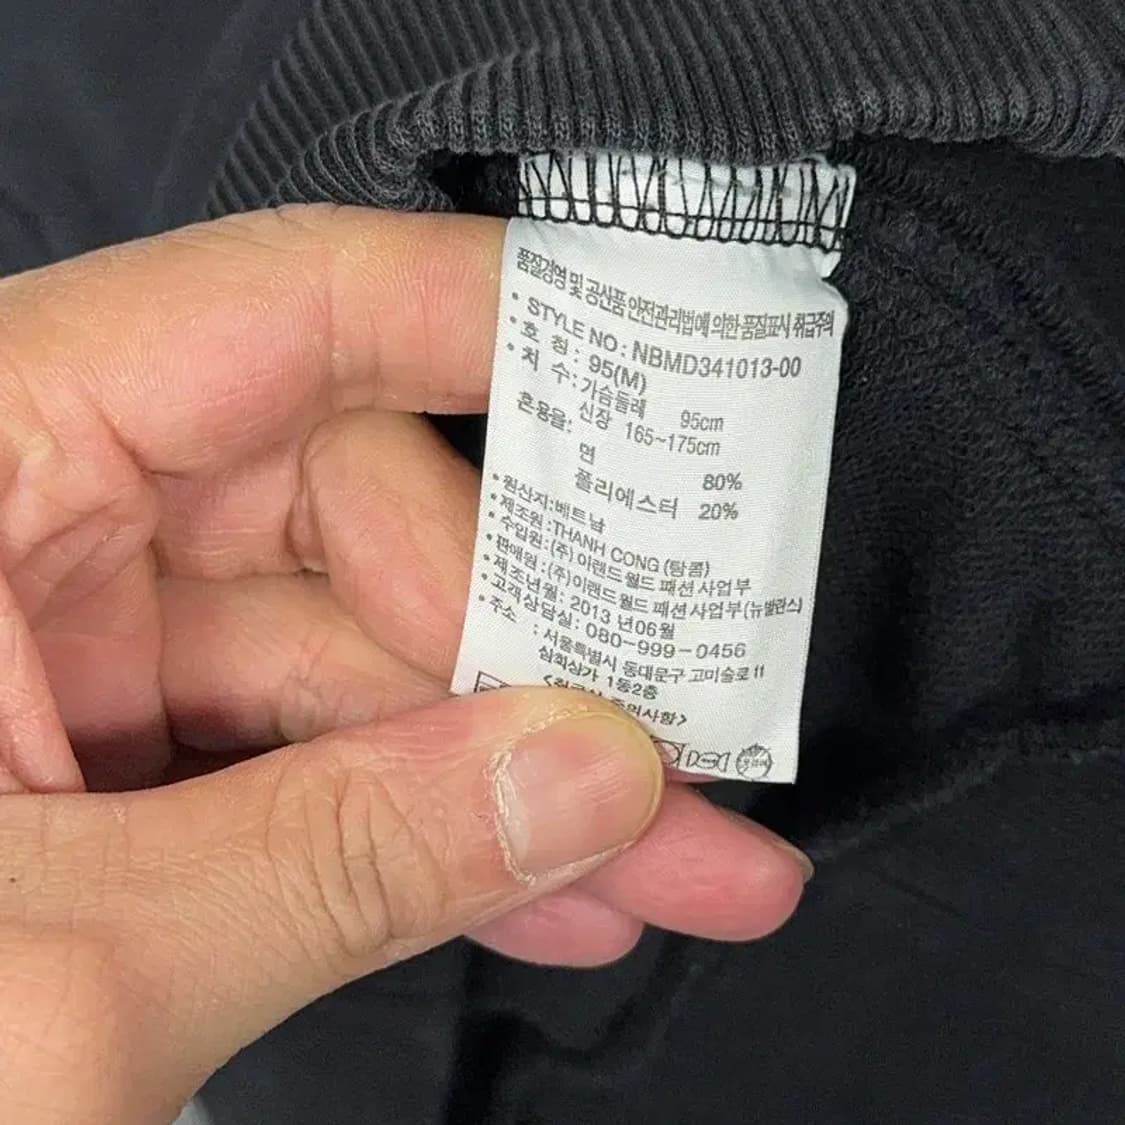 품질경영 및 공산품 안전관리법에 의한 품질표시 취급주의
• STYLE NO : NBMD341013-00
• 호 칭 : 95(M)
• 치 수 : 가슴둘레 95cm
신장 165~175cm
혼용율:
면 80%
폴리에스터 20%
• 원산지 : 베트남
• 제조원 : THANH CONG (탕콤)
• 수입원 : (주) 이랜드월드 패션사업부
• 판매원 : (주)이랜드월드 패션사업부(뉴발란스)
• 제조년월 : 2013 년06월
• 고객상담실 : 080-999-0456
• 주소 : 서울특별시 동대문구 고미술로 11
삼희상가 1동2층